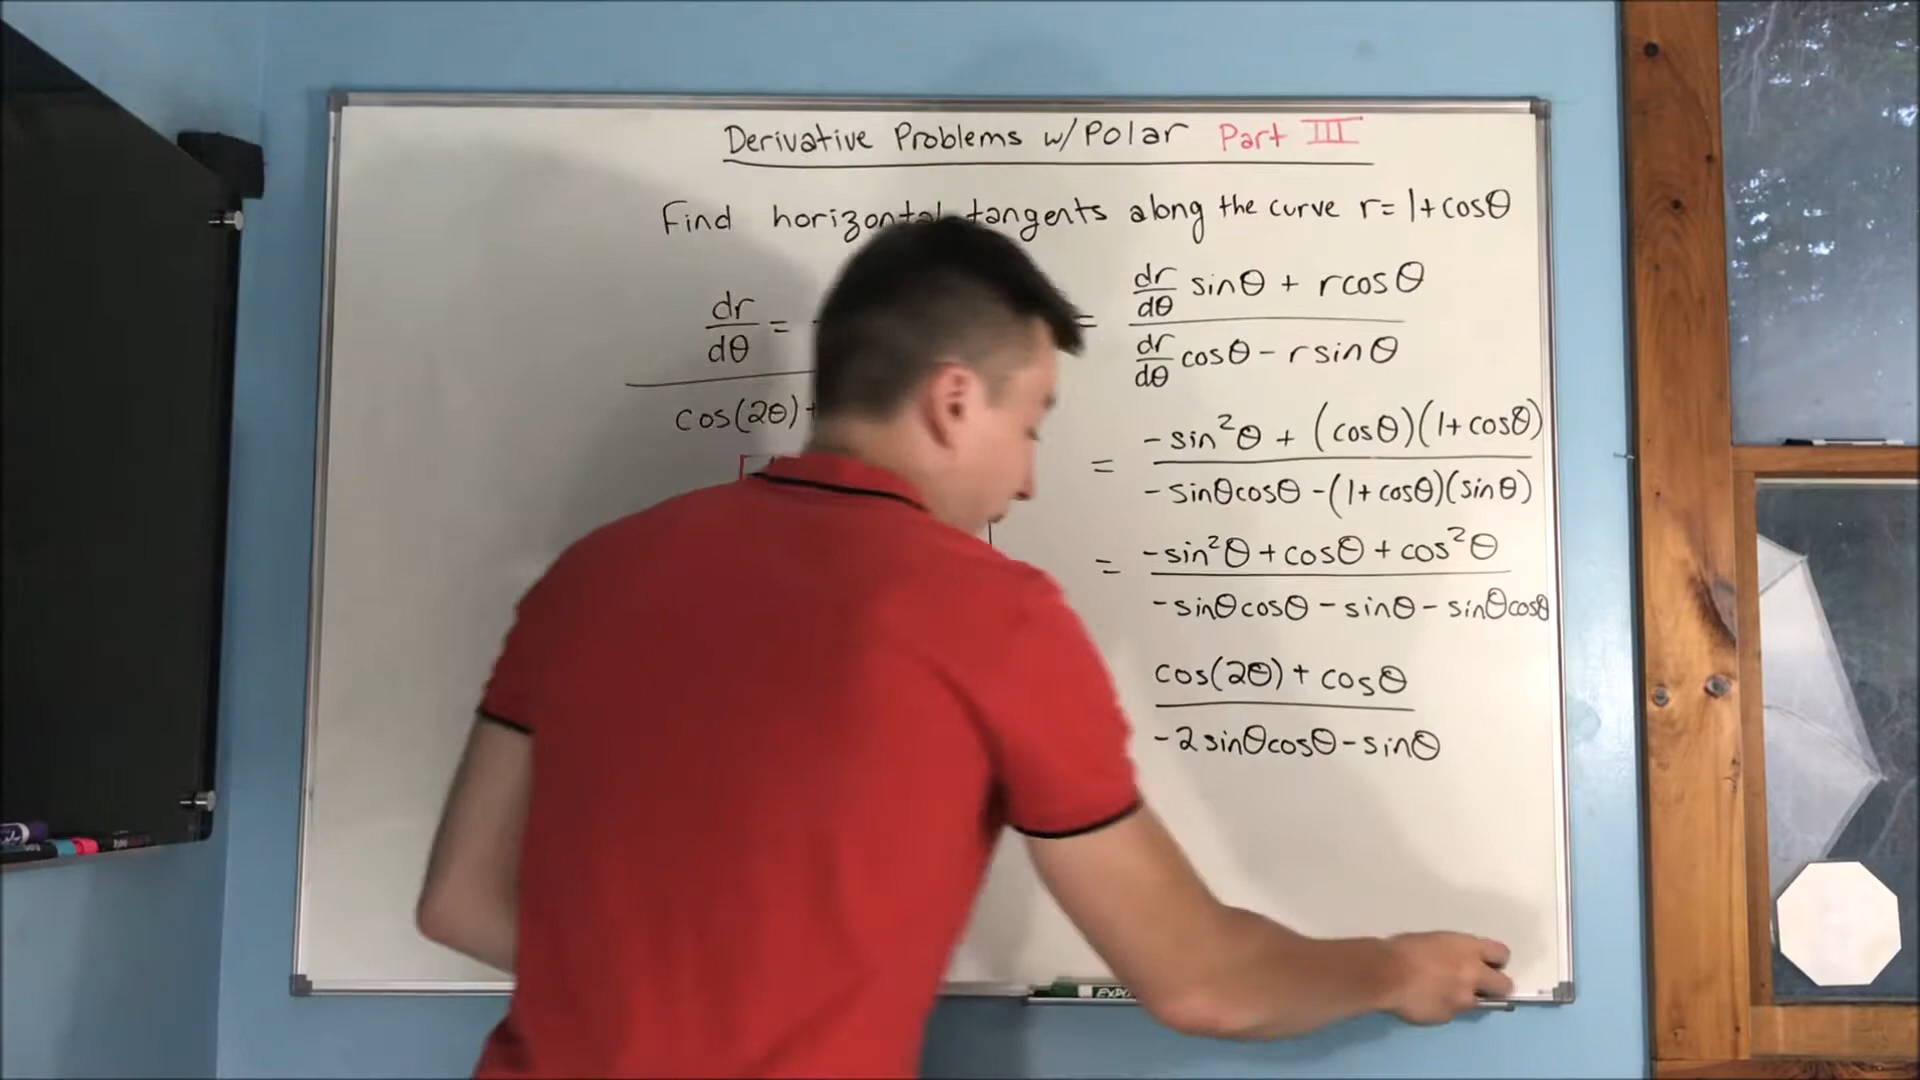 Derivative Problems w/Polar Part III
Find horizontal tangents along the curve r= 1+cosθ
dr/dθ =
cos(2θ)+
= (dr/dθ sinθ + rcosθ)/(dr/dθ cosθ - rsinθ)
= (-sin²θ + (cosθ)(1+cosθ))/(-sinθcosθ-(1+cosθ)(sinθ))
= (-sin²θ+cosθ+cos²θ)/(-sinθcosθ-sinθ-sinθcosθ)
(cos(2θ)+cosθ)/(-2sinθcosθ-sinθ)
EXPO